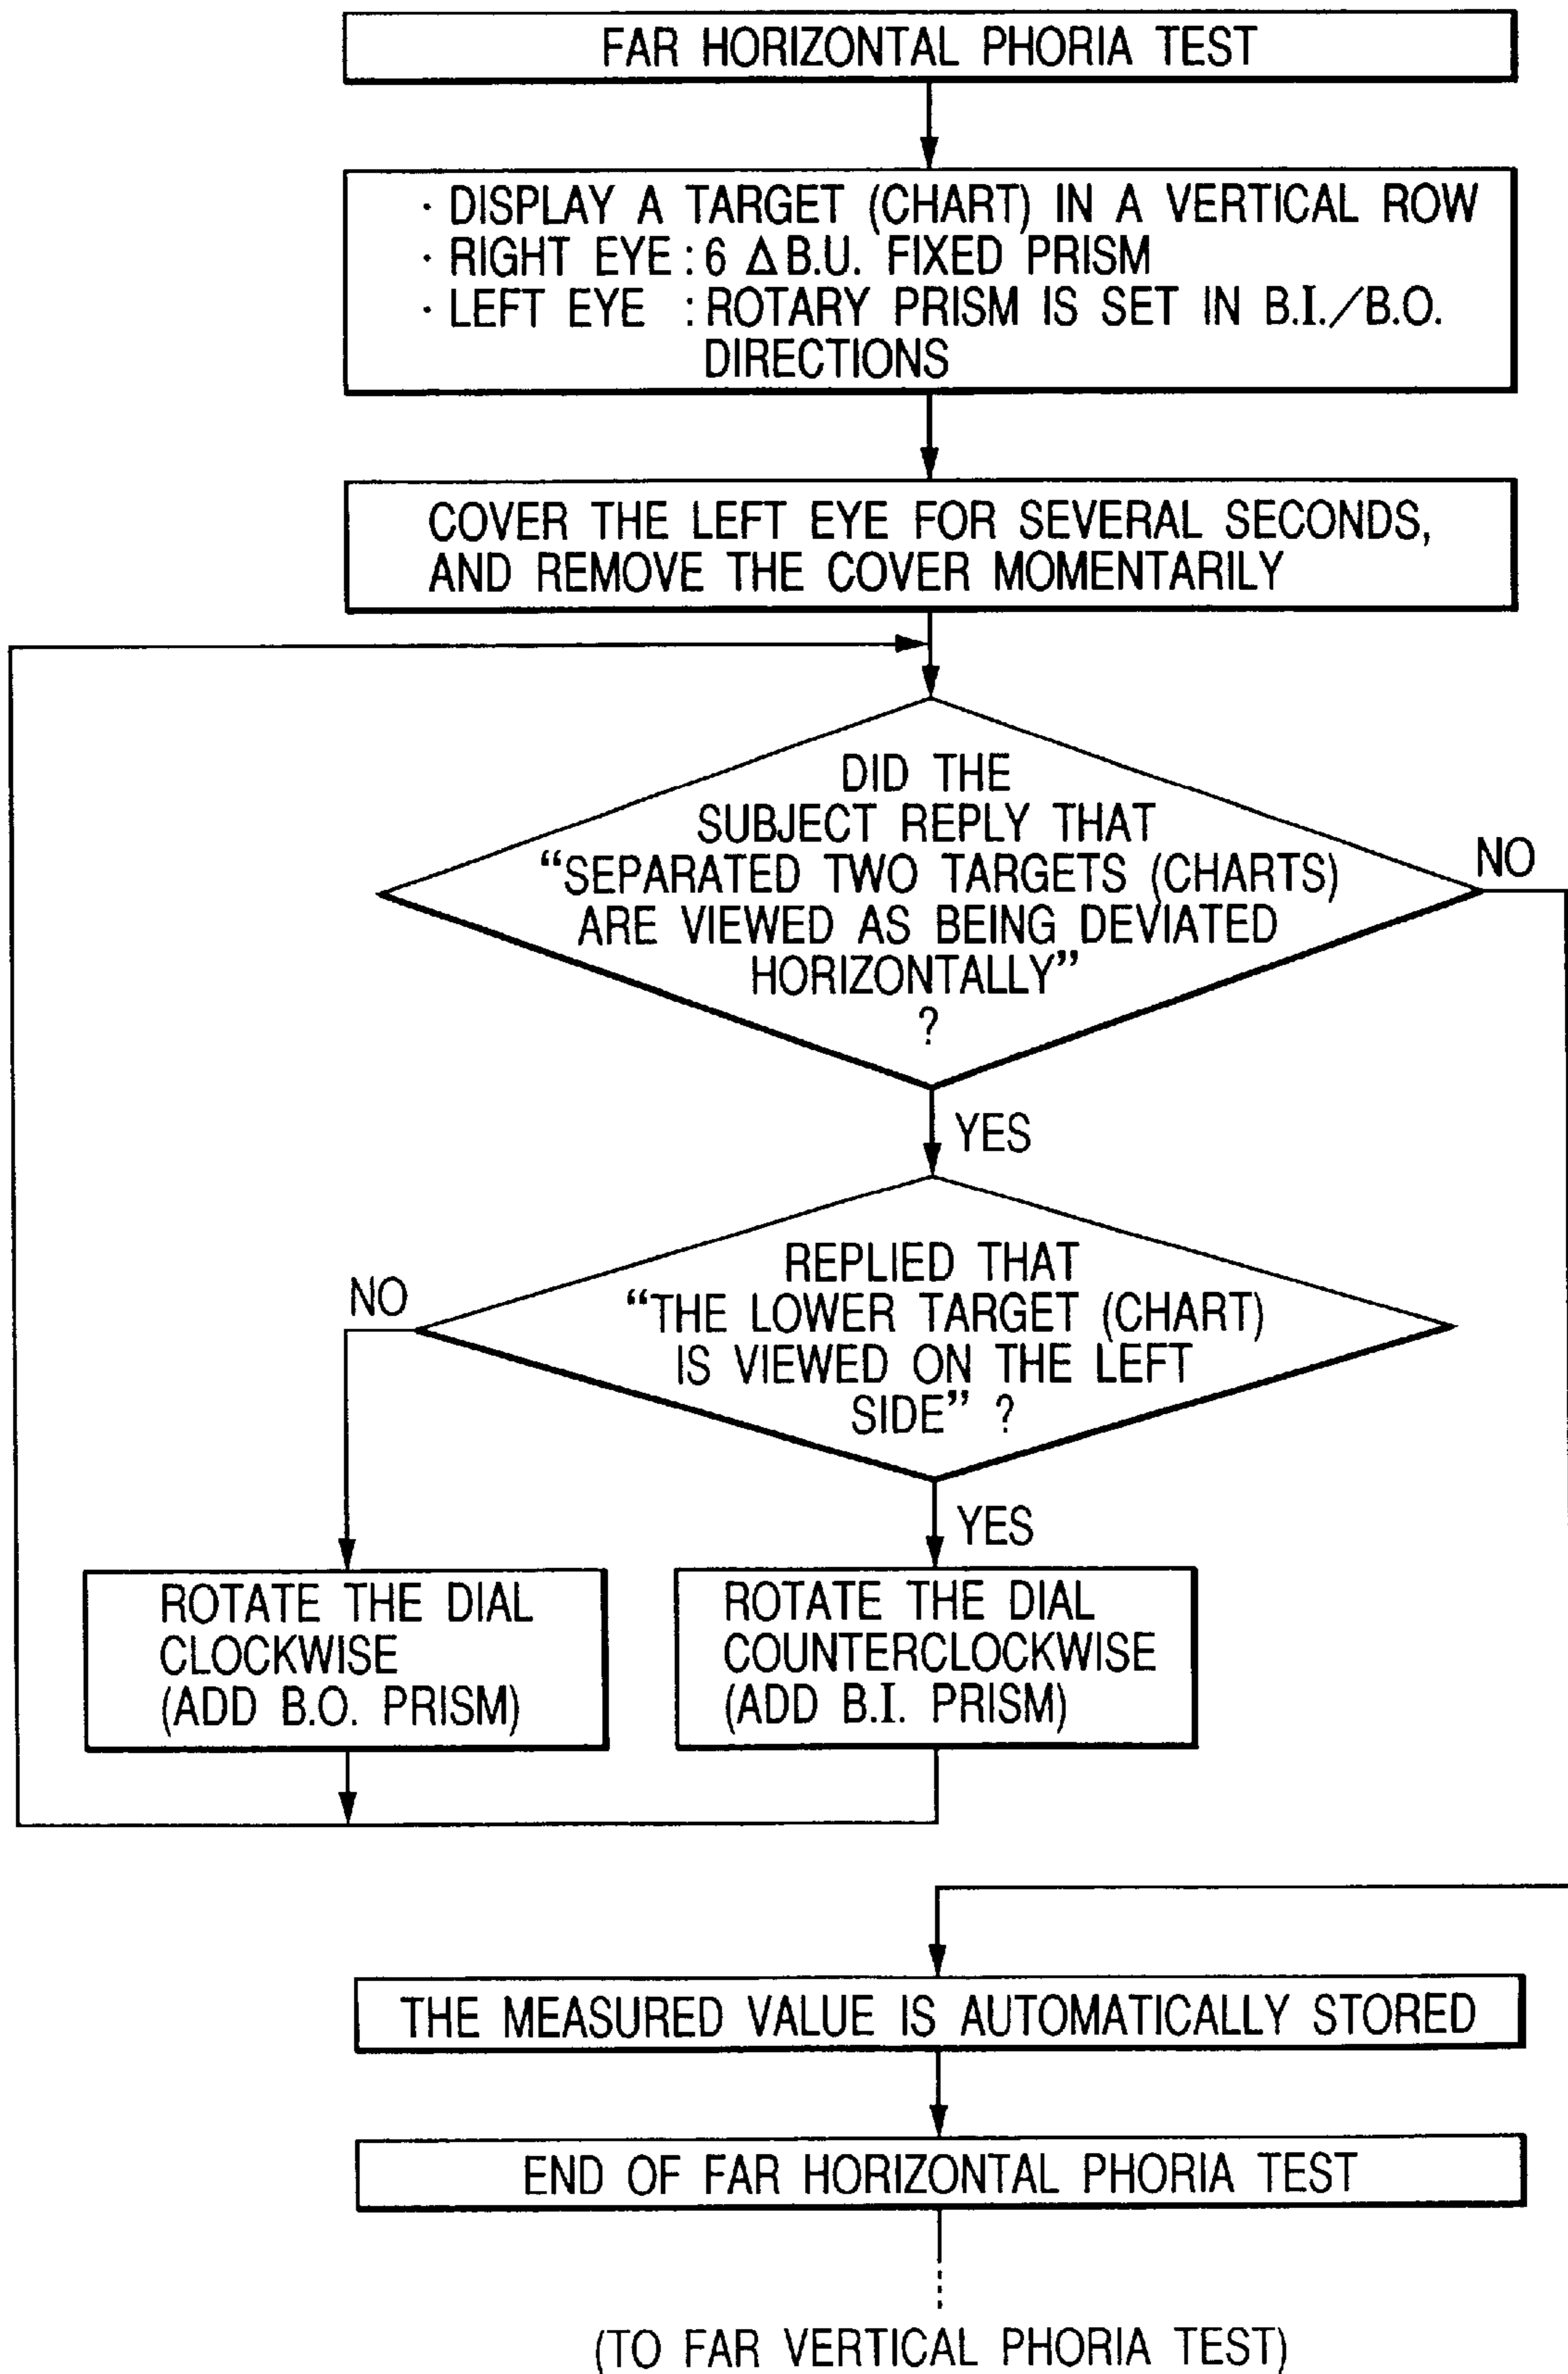 FAR HORIZONTAL PHORIA TEST
· DISPLAY A TARGET (CHART) IN A VERTICAL ROW
· RIGHT EYE : 6 Δ B.U. FIXED PRISM
· LEFT EYE : ROTARY PRISM IS SET IN B.I./B.O.
DIRECTIONS
COVER THE LEFT EYE FOR SEVERAL SECONDS,
AND REMOVE THE COVER MOMENTARILY
DID THE
SUBJECT REPLY THAT
“SEPARATED TWO TARGETS (CHARTS)
ARE VIEWED AS BEING DEVIATED
HORIZONTALLY”
?
NO
YES
REPLIED THAT
“THE LOWER TARGET (CHART)
IS VIEWED ON THE LEFT
SIDE” ?
NO
YES
ROTATE THE DIAL
CLOCKWISE
(ADD B.O. PRISM)
ROTATE THE DIAL
COUNTERCLOCKWISE
(ADD B.I. PRISM)
THE MEASURED VALUE IS AUTOMATICALLY STORED
END OF FAR HORIZONTAL PHORIA TEST
(TO FAR VERTICAL PHORIA TEST)